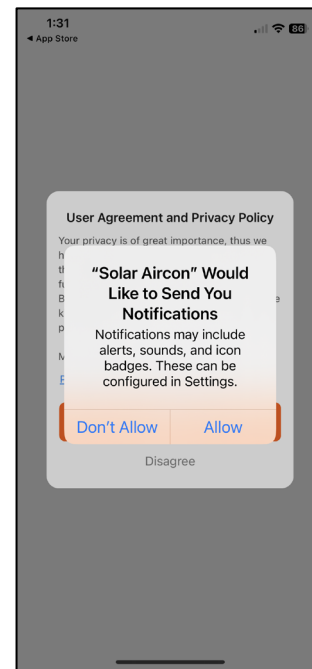 1:31
86
◀ App Store
User Agreement and Privacy Policy
Your privacy is of great importance, thus we
“Solar Aircon” Would
Like to Send You
Notifications
Notifications may include
alerts, sounds, and icon
badges. These can be
configured in Settings.
Don’t Allow
Allow
Disagree